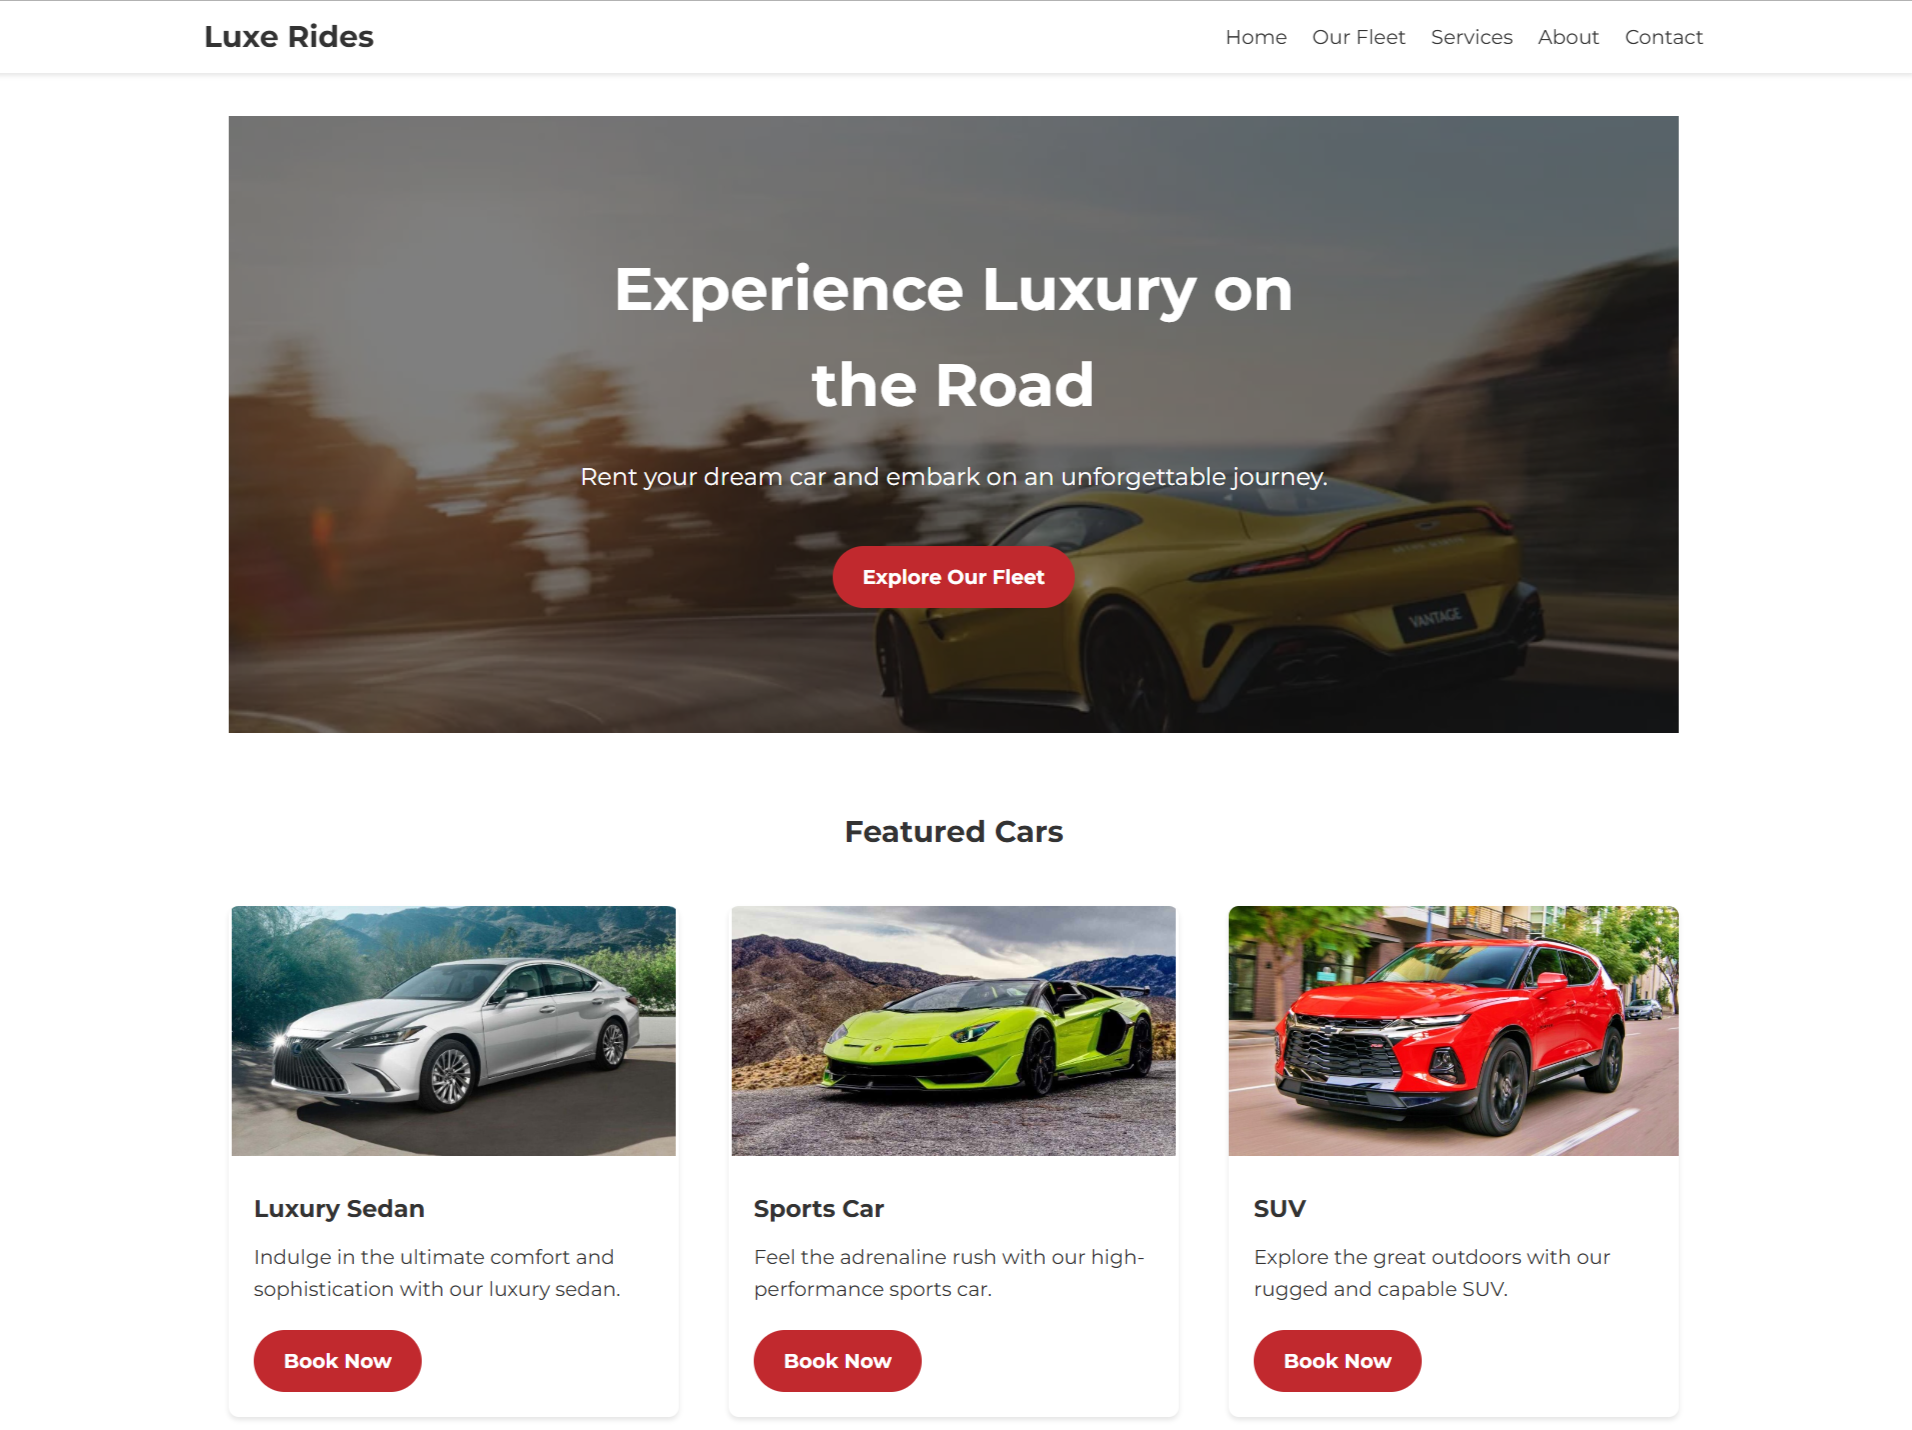 Luxe Rides
Home Our Fleet Services About Contact
Experience Luxury on
the Road
Rent your dream car and embark on an unforgettable journey.
Explore Our Fleet
VANTAGE
Featured Cars
Luxury Sedan
Indulge in the ultimate comfort and
sophistication with our luxury sedan.
Book Now
Sports Car
Feel the adrenaline rush with our high-
performance sports car.
Book Now
SUV
Explore the great outdoors with our
rugged and capable SUV.
Book Now